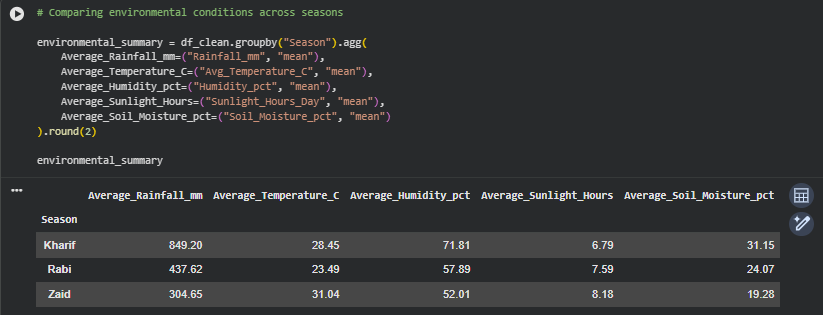 # Comparing environmental conditions across seasons
environmental_summary = df_clean.groupby("Season").agg(
    Average_Rainfall_mm=("Rainfall_mm", "mean"),
    Average_Temperature_C=("Avg_Temperature_C", "mean"),
    Average_Humidity_pct=("Humidity_pct", "mean"),
    Average_Sunlight_Hours=("Sunlight_Hours_Day", "mean"),
    Average_Soil_Moisture_pct=("Soil_Moisture_pct", "mean")
).round(2)
environmental_summary
Average_Rainfall_mm Average_Temperature_C Average_Humidity_pct Average_Sunlight_Hours Average_Soil_Moisture_pct
Season
Kharif 849.20 28.45 71.81 6.79 31.15
Rabi 437.62 23.49 57.89 7.59 24.07
Zaid 304.65 31.04 52.01 8.18 19.28